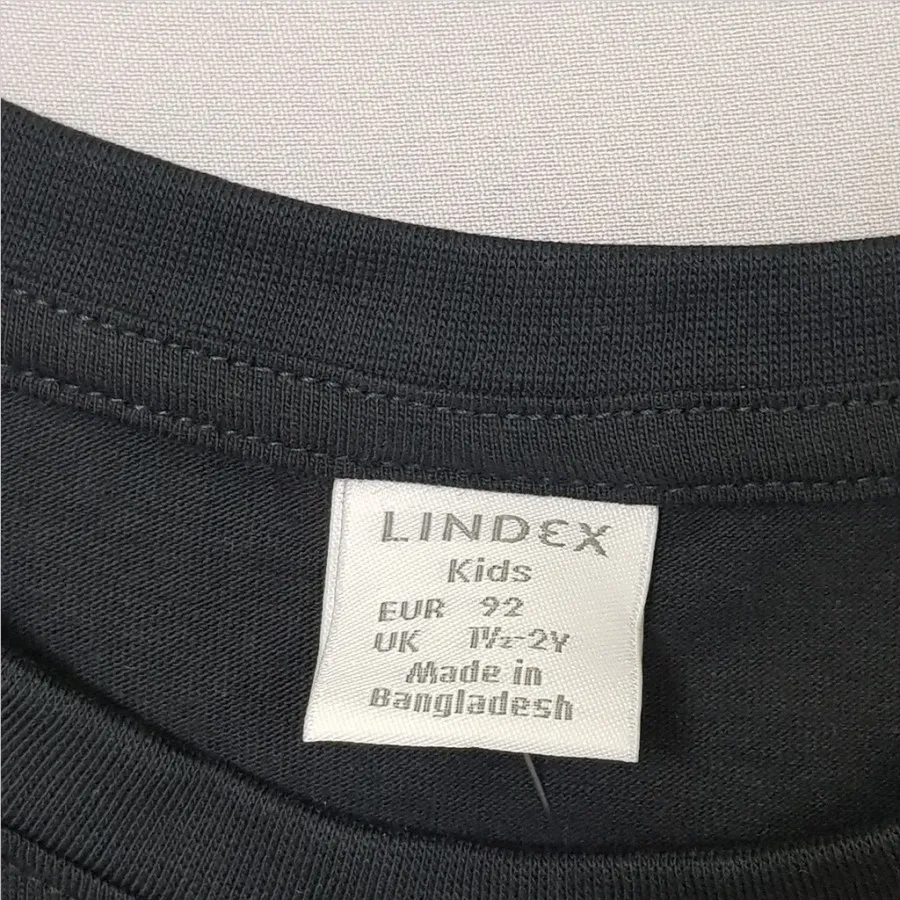 LINDEX
Kids
EUR 92
UK 1½-2Y
Made in
Bangladesh